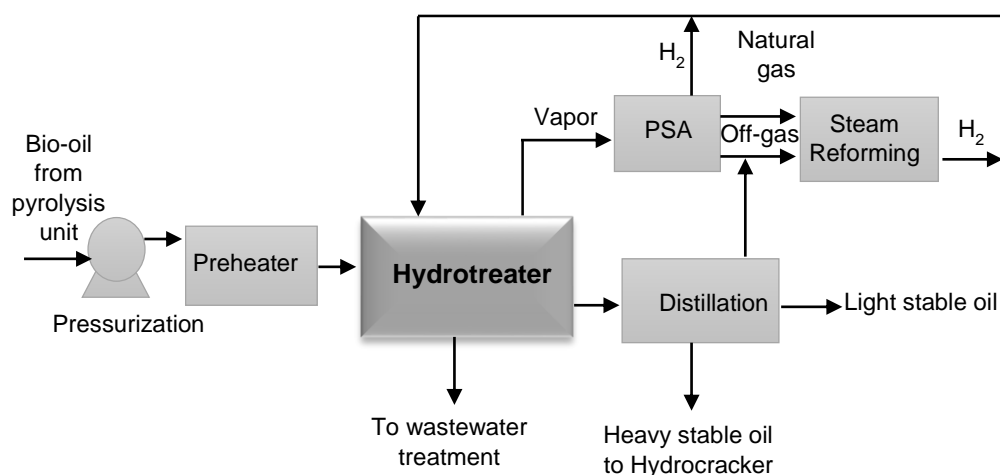 Bio-oil
from
pyrolysis
unit
Pressurization
Preheater
Hydrotreater
To wastewater
treatment
Vapor
H₂
PSA
Natural
gas
Off-gas
Steam
Reforming
H₂
Distillation
Light stable oil
Heavy stable oil
to Hydrocracker